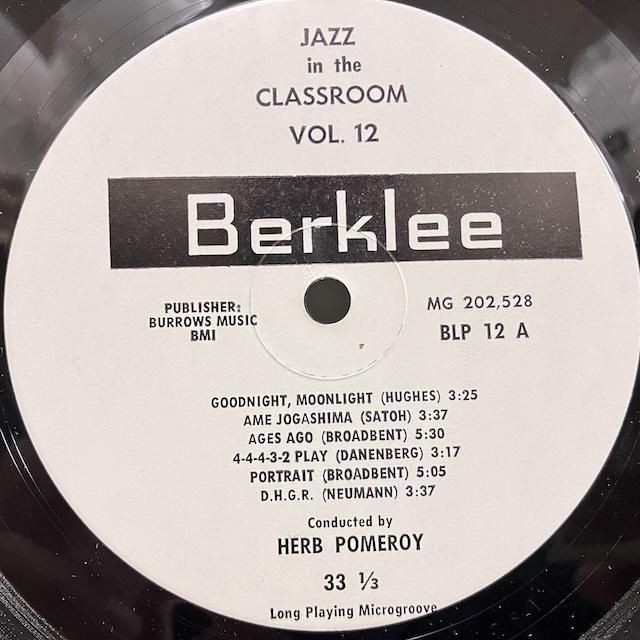 JAZZ
in the
CLASSROOM
VOL. 12
Berklee
PUBLISHER:
BURROWS MUSIC
BMI
MG 202,528
BLP 12 A
GOODNIGHT, MOONLIGHT (HUGHES) 3:25
AME JOGASHIMA (SATOH) 3:37
AGES AGO (BROADBENT) 5:30
4-4-4-3-2 PLAY (DANENBERG) 3:17
PORTRAIT (BROADBENT) 5:05
D.H.G.R. (NEUMANN) 3:37
Conducted by
HERB POMEROY
33 ⅓
Long Playing Microgroove